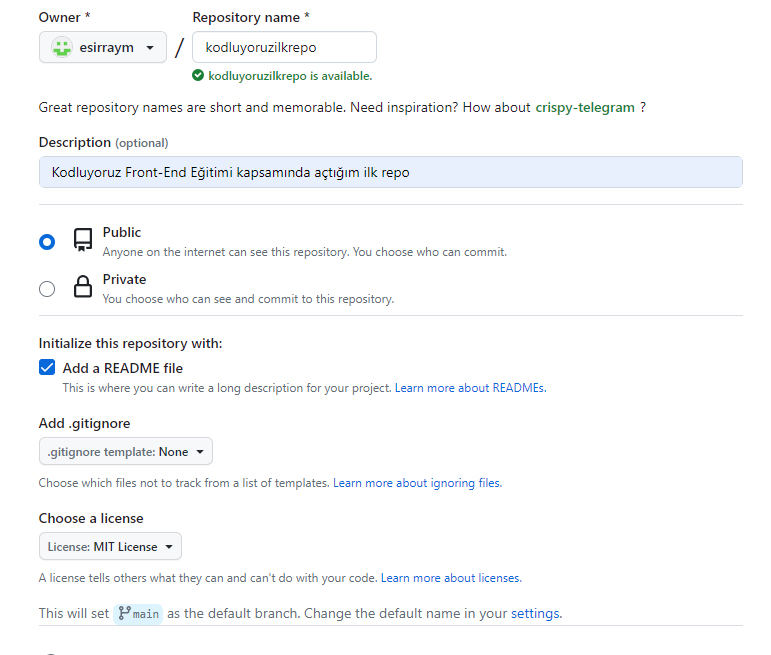 Owner * Repository name *
esirraym / kodluyoruzilkrepo
kodluyoruzilkrepo is available.
Great repository names are short and memorable. Need inspiration? How about crispy-telegram ?
Description (optional)
Kodluyoruz Front-End Eğitimi kapsamında açtığım ilk repo
Public
Anyone on the internet can see this repository. You choose who can commit.
Private
You choose who can see and commit to this repository.
Initialize this repository with:
Add a README file
This is where you can write a long description for your project. Learn more about READMEs.
Add .gitignore
.gitignore template: None
Choose which files not to track from a list of templates. Learn more about ignoring files.
Choose a license
License: MIT License
A license tells others what they can and can't do with your code. Learn more about licenses.
This will set main as the default branch. Change the default name in your settings.